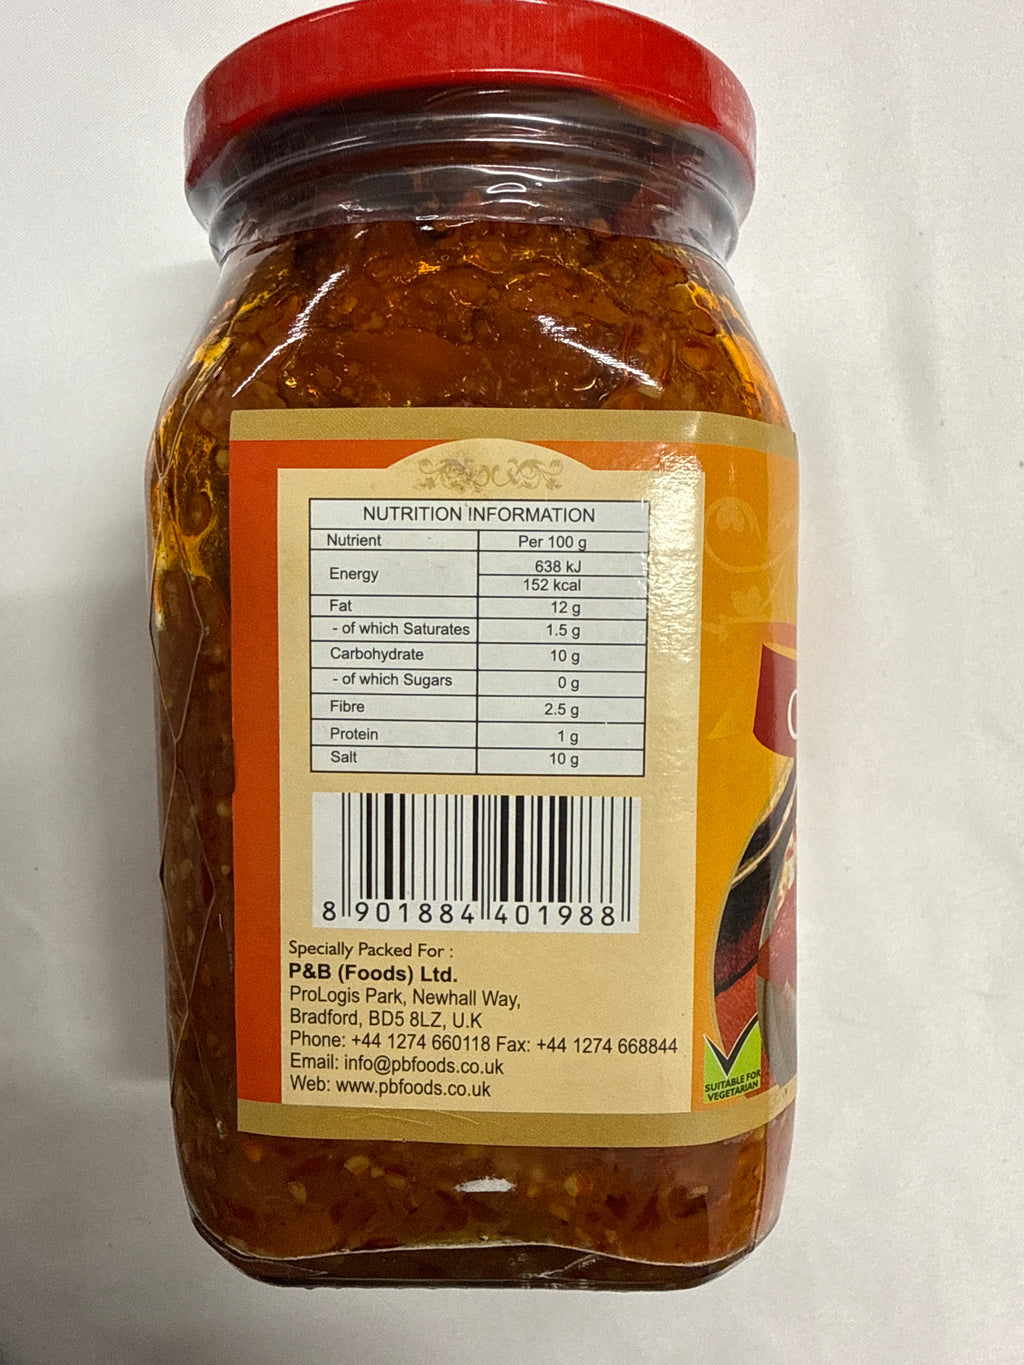 NUTRITION INFORMATION
Nutrient Per 100 g
Energy 638 kJ
152 kcal
Fat 12 g
- of which Saturates 1.5 g
Carbohydrate 10 g
- of which Sugars 0 g
Fibre 2.5 g
Protein 1 g
Salt 10 g
8 901884 401988
Specially Packed For :
P&B (Foods) Ltd.
ProLogis Park, Newhall Way,
Bradford, BD5 8LZ, U.K
Phone: +44 1274 660118 Fax: +44 1274 668844
Email: info@pbfoods.co.uk
Web: www.pbfoods.co.uk
SUITABLE FOR
VEGETARIAN